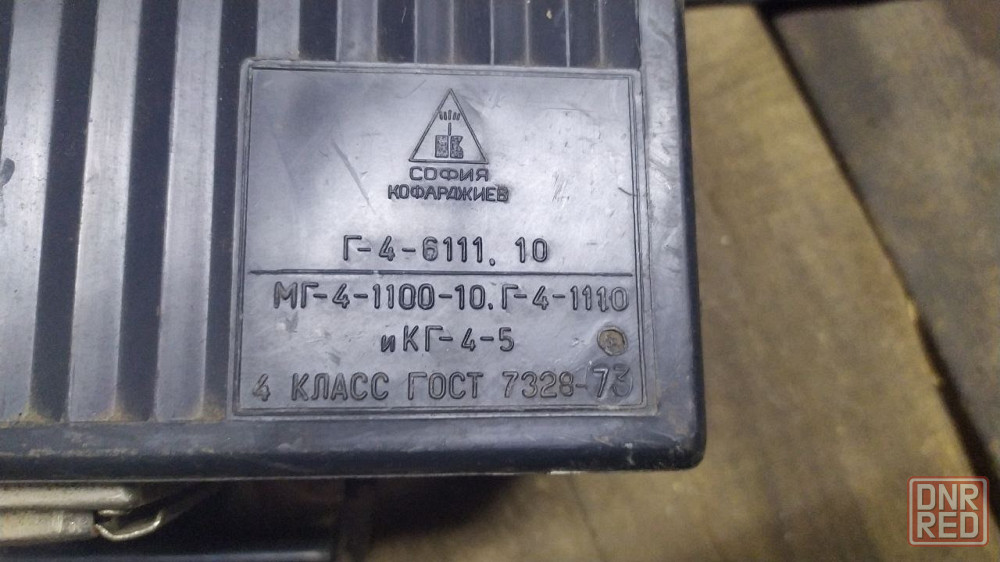 СОФИЯ
КОФАРДЖИЕВ
Г-4-6111.10
МГ-4-1100-10,Г-4-1110
и КГ-4-5
4 КЛАСС ГОСТ 7328-73
DNR
RED